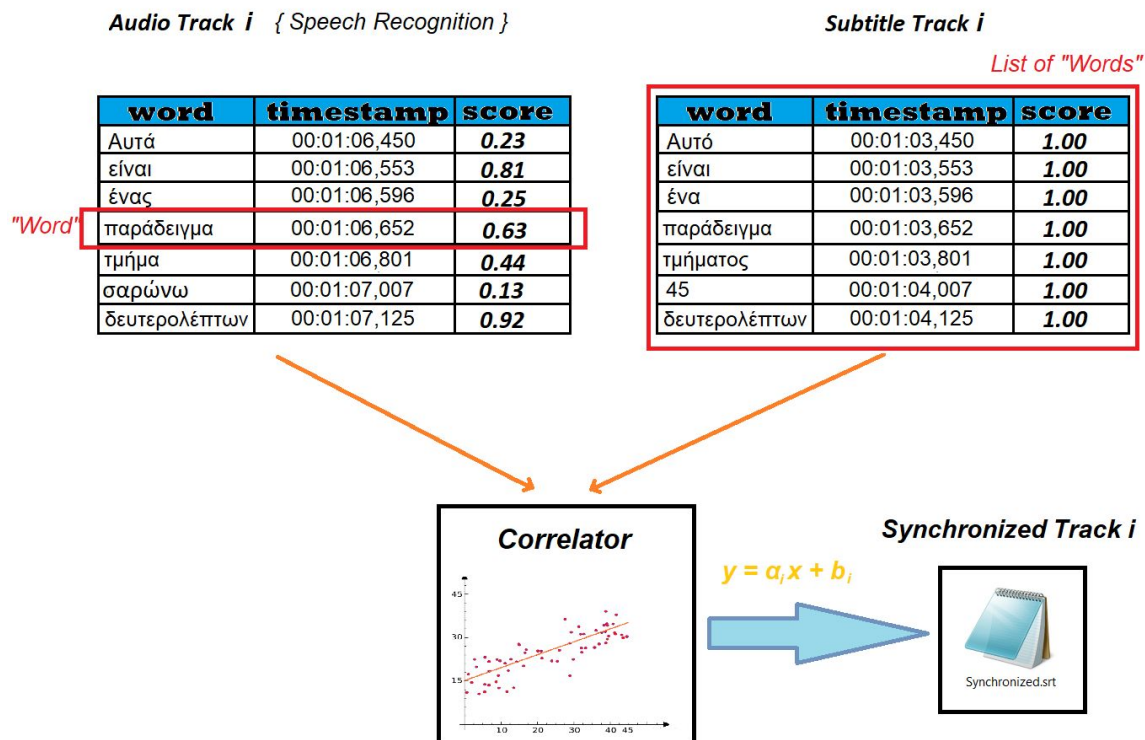 Audio Track i { Speech Recognition }
Subtitle Track i
List of "Words"
word timestamp score
Αυτά 00:01:06,450 0.23
είναι 00:01:06,553 0.81
ένας 00:01:06,596 0.25
"Word" παράδειγμα 00:01:06,652 0.63
τμήμα 00:01:06,801 0.44
σαρώνω 00:01:07,007 0.13
δευτερολέπτων 00:01:07,125 0.92
word timestamp score
Αυτό 00:01:03,450 1.00
είναι 00:01:03,553 1.00
ένα 00:01:03,596 1.00
παράδειγμα 00:01:03,652 1.00
τμήματος 00:01:03,801 1.00
45 00:01:04,007 1.00
δευτερολέπτων 00:01:04,125 1.00
Correlator
45
30
15
10 20 30 40 45
y = aᵢx + bᵢ
Synchronized Track i
Synchronized.srt